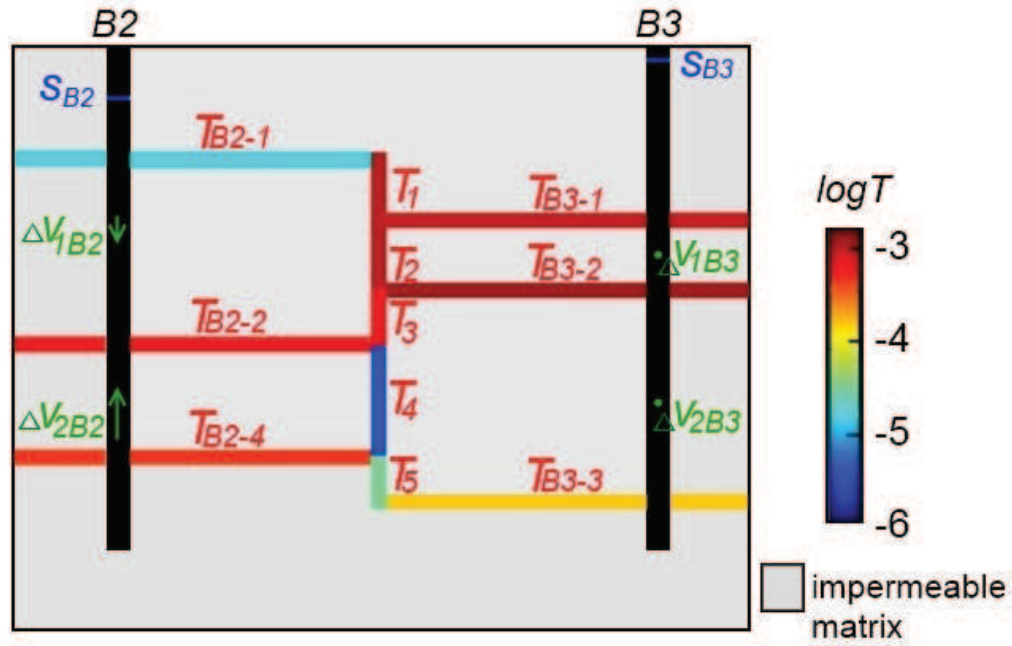 B2
B3
SB2
SB3
TB2-1
T1
TB3-1
△V1B2
T2
TB3-2
△V1B3
TB2-2
T3
△V2B2
TB2-4
T4
△V2B3
T5
TB3-3
logT
-3
-4
-5
-6
impermeable
matrix